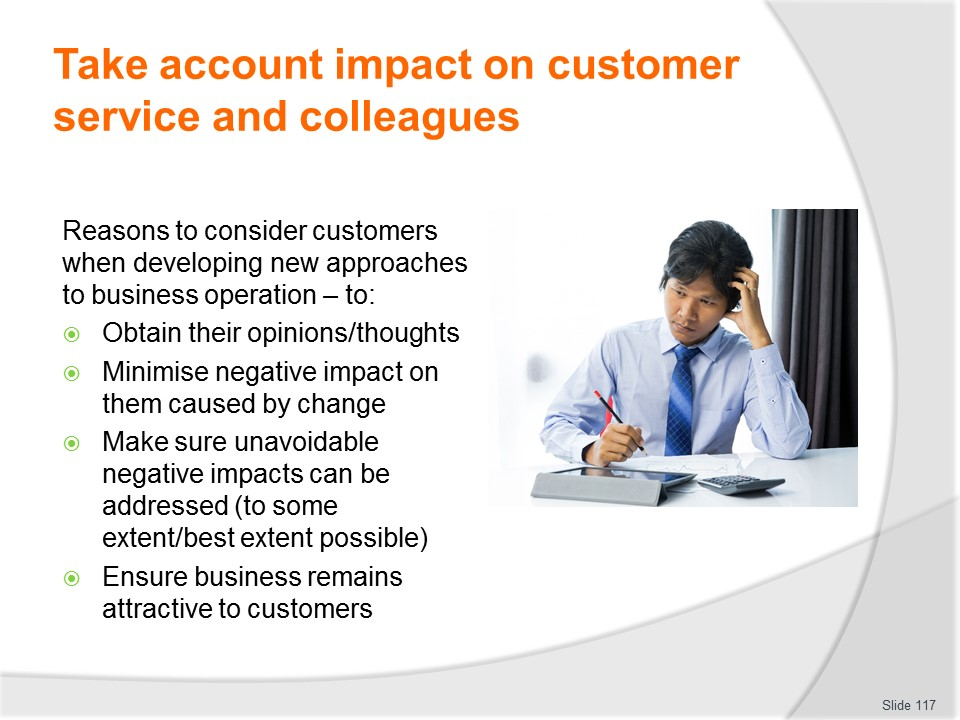 Take account impact on customer
service and colleagues
Reasons to consider customers
when developing new approaches
to business operation – to:
Obtain their opinions/thoughts
Minimise negative impact on
them caused by change
Make sure unavoidable
negative impacts can be
addressed (to some
extent/best extent possible)
Ensure business remains
attractive to customers
Slide 117